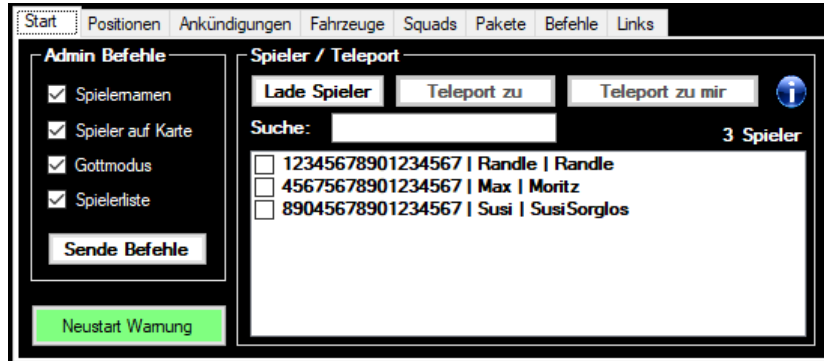 Start Positionen Ankündigungen Fahrzeuge Squads Pakete Befehle Links
Admin Befehle
Spielernamen
Spieler auf Karte
Gottmodus
Spielerliste
Sende Befehle
Neustart Warnung
Spieler / Teleport
Lade Spieler Teleport zu Teleport zu mir
Suche: 3 Spieler
12345678901234567 | Randle | Randle
45675678901234567 | Max | Moritz
89045678901234567 | Susi | SusiSorglos